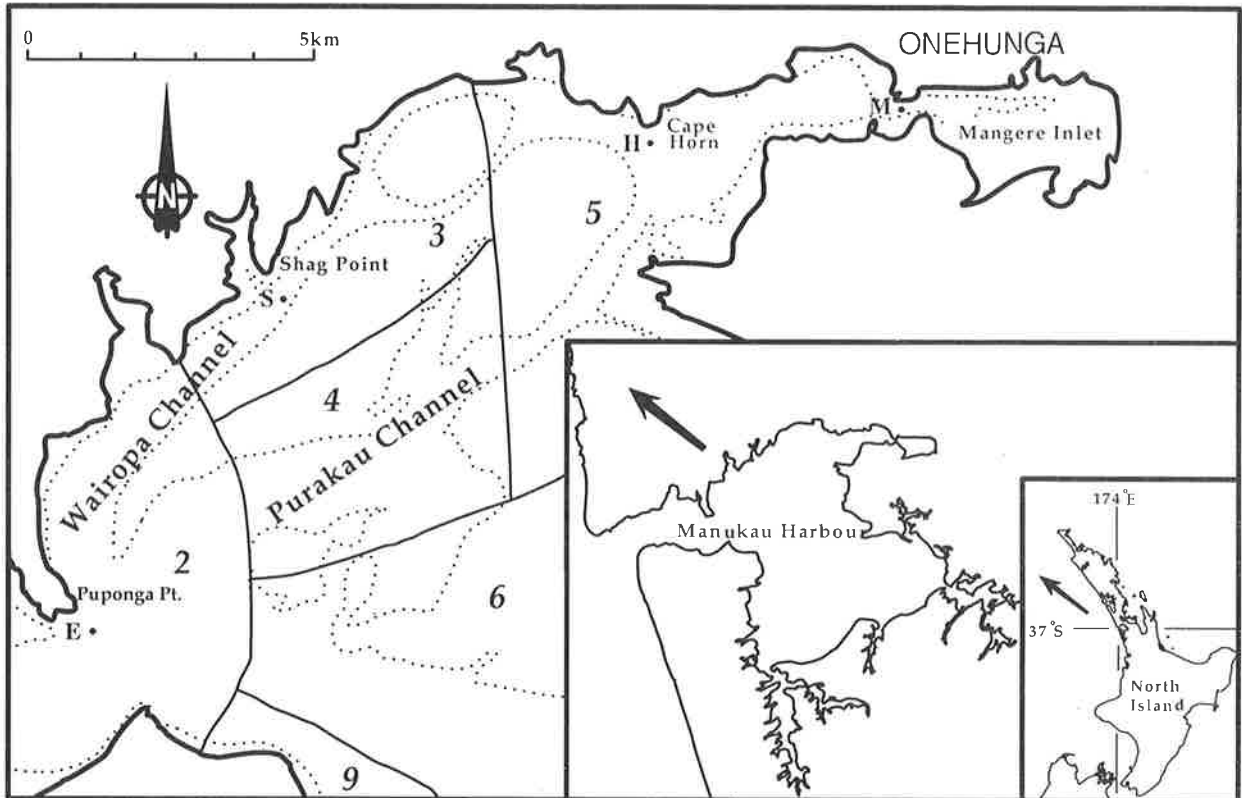 0
5km
ONEHUNGA
M
Mangere Inlet
H
Cape
Horn
N
5
3
Shag Point
S
4
Wairopa Channel
Purakau Channel
2
6
Puponga Pt.
E
9
Manukau Harbou
174°E
37°S
North
Island